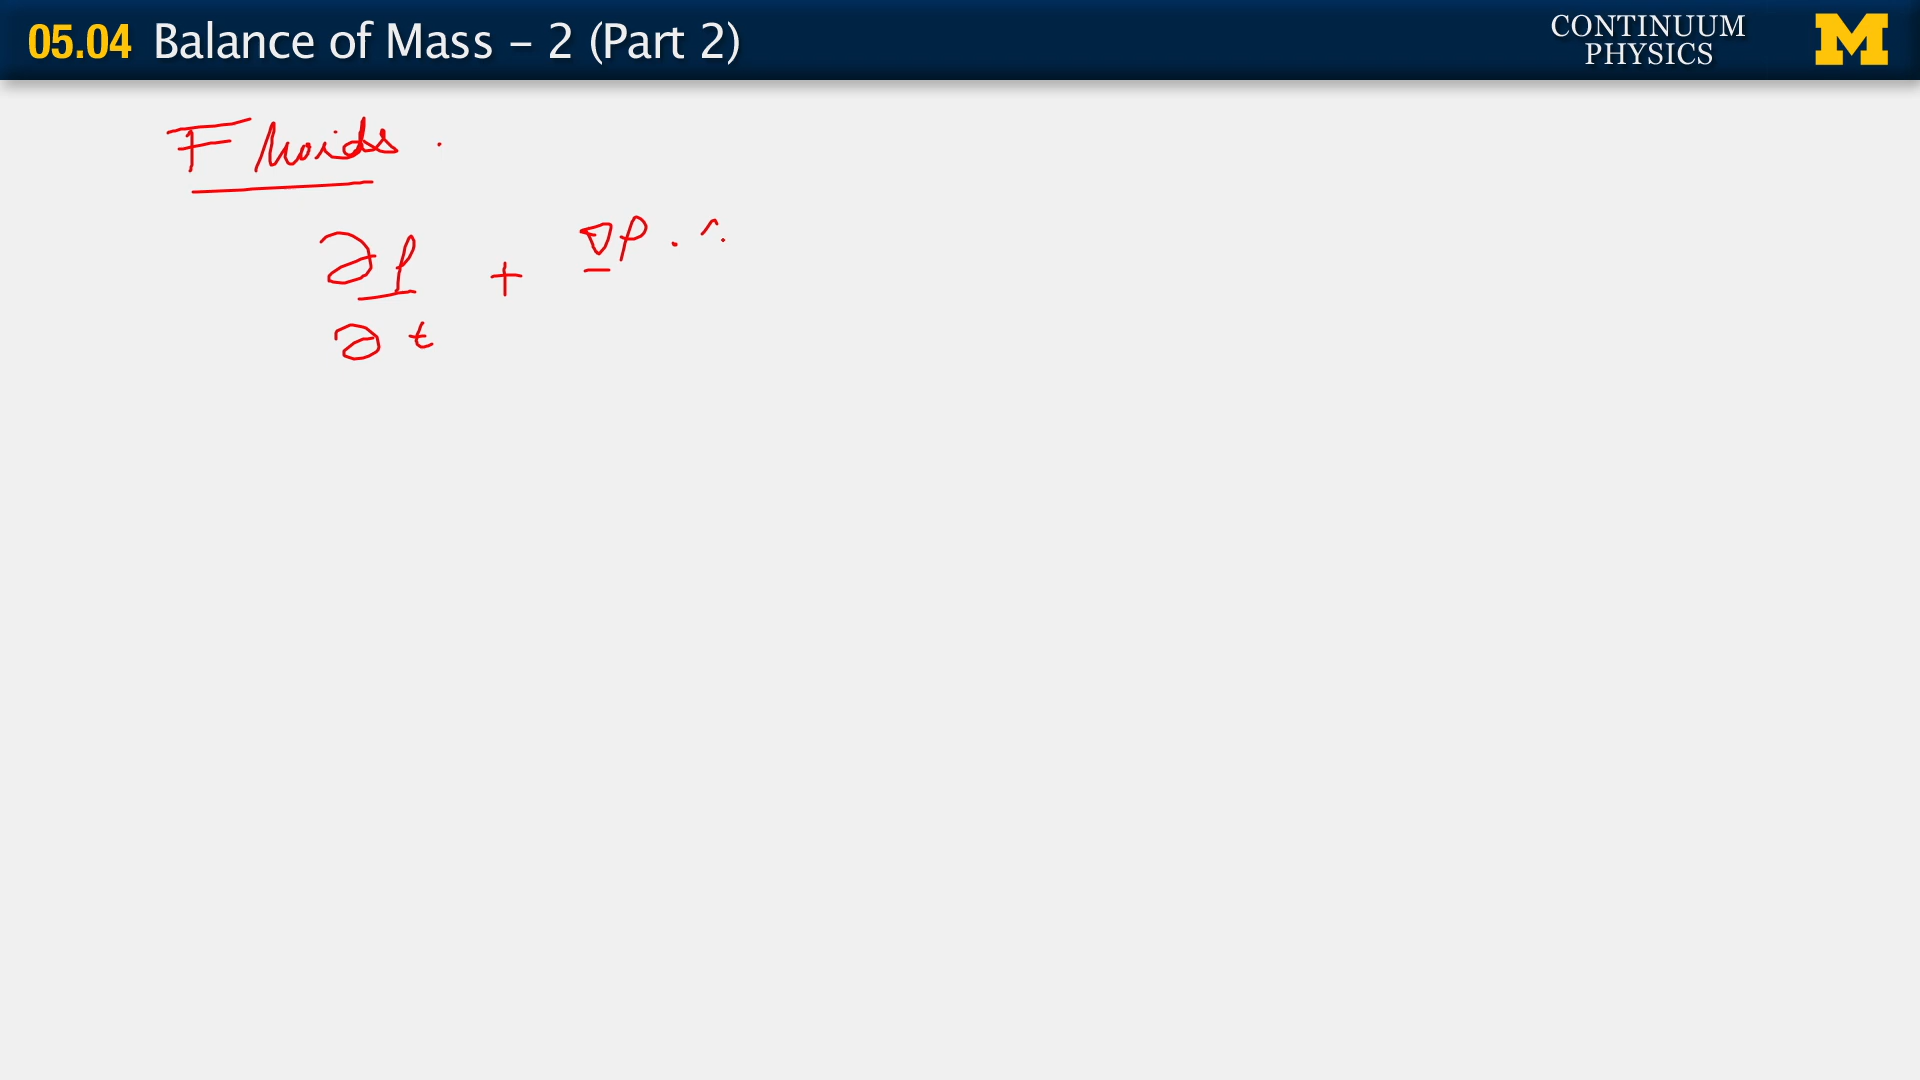 05.04 Balance of Mass – 2 (Part 2)
CONTINUUM
PHYSICS
M
Fluids.
∂ρ + ∇ρ ·
∂t